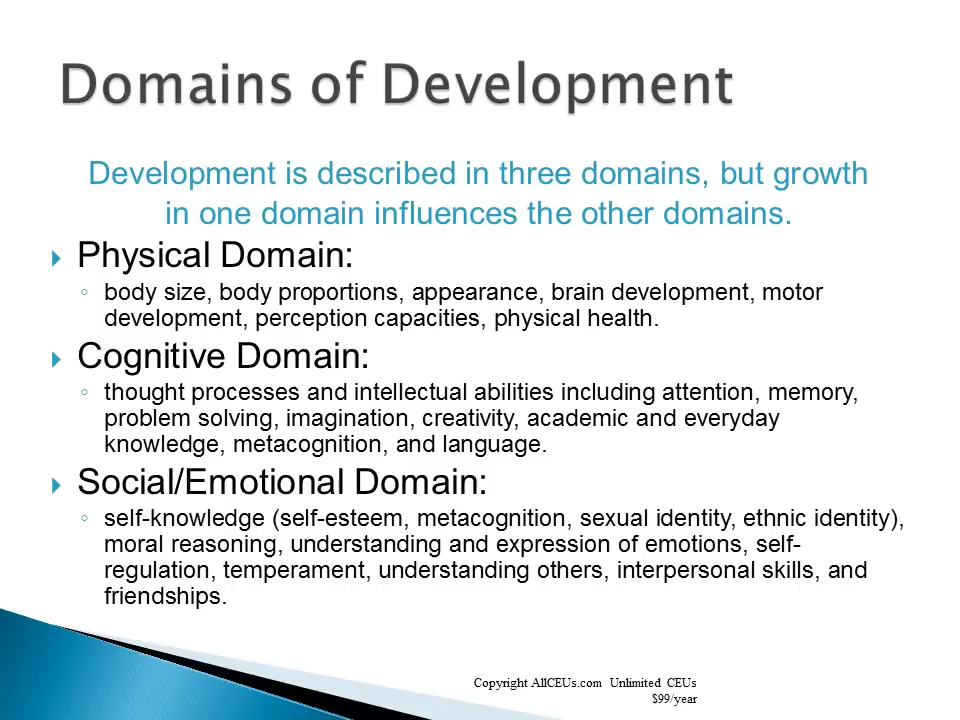 Domains of Development
Development is described in three domains, but growth
in one domain influences the other domains.
Physical Domain:
body size, body proportions, appearance, brain development, motor
development, perception capacities, physical health.
Cognitive Domain:
thought processes and intellectual abilities including attention, memory,
problem solving, imagination, creativity, academic and everyday
knowledge, metacognition, and language.
Social/Emotional Domain:
self-knowledge (self-esteem, metacognition, sexual identity, ethnic identity),
moral reasoning, understanding and expression of emotions, self-
regulation, temperament, understanding others, interpersonal skills, and
friendships.
Copyright AllCEUs.com Unlimited CEUs
$99/year